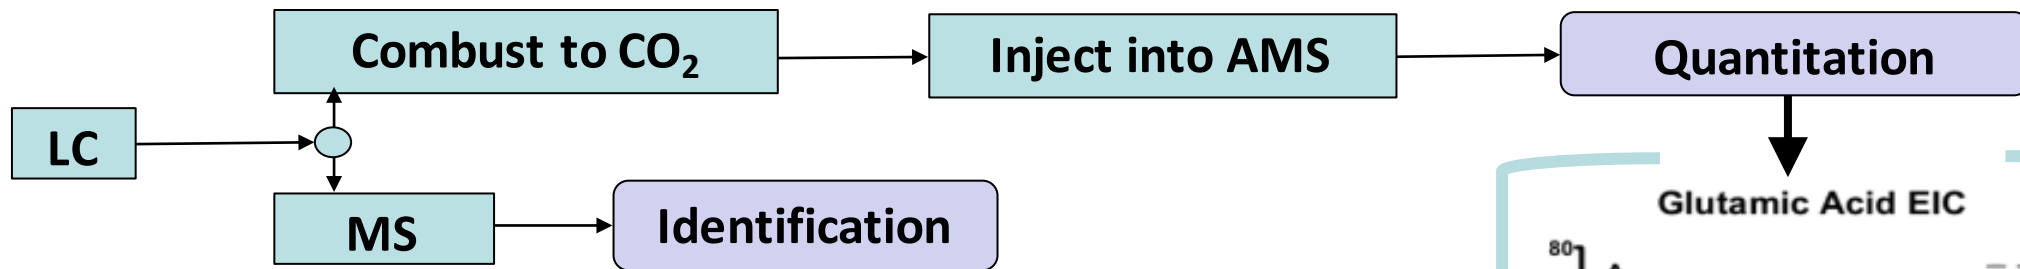 Combust to CO₂
Inject into AMS
Quantitation
LC
MS
Identification
Glutamic Acid EIC
80